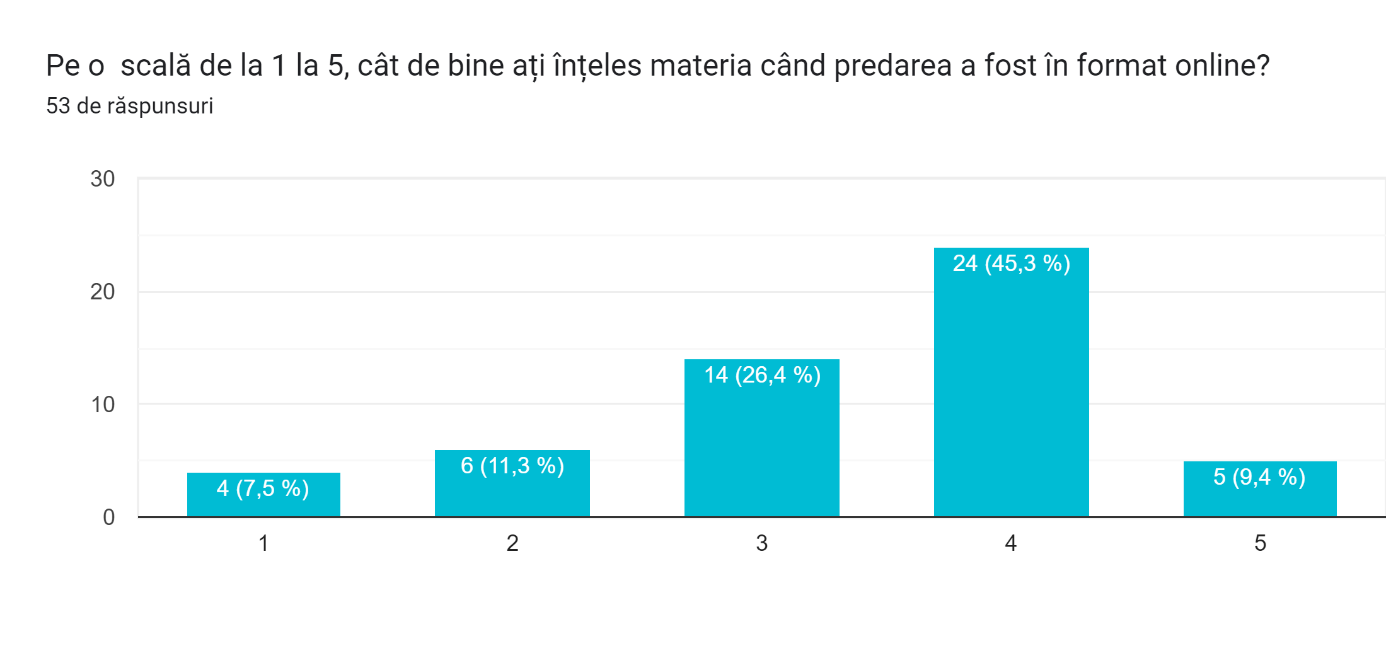 Pe o  scală de la 1 la 5, cât de bine ați înțeles materia când predarea a fost în format online?
53 de răspunsuri
30
20
10
0
4 (7,5 %)
6 (11,3 %)
14 (26,4 %)
24 (45,3 %)
5 (9,4 %)
1
2
3
4
5